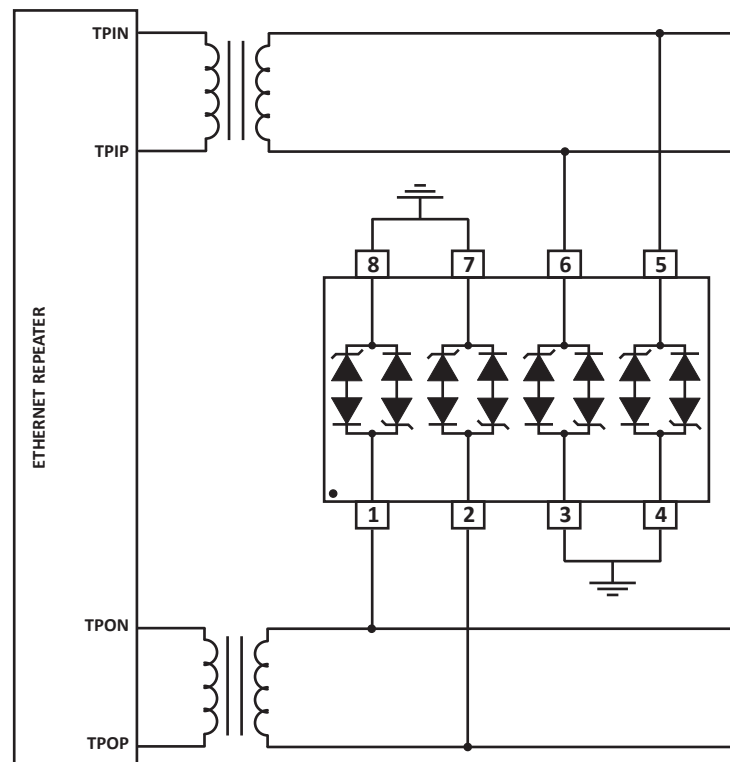 TPIN
TPIP
8 7 6 5
ETHERNET REPEATER
1 2 3 4
TPON
TPOP